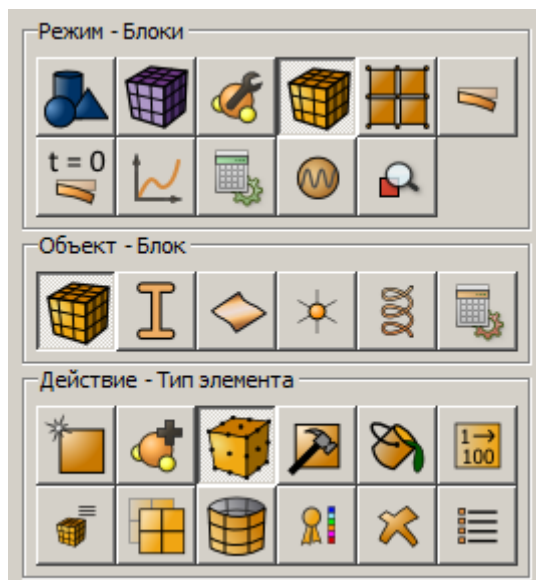 Режим - Блоки
t = 0
Объект - Блок
Действие - Тип элемента
1→
100